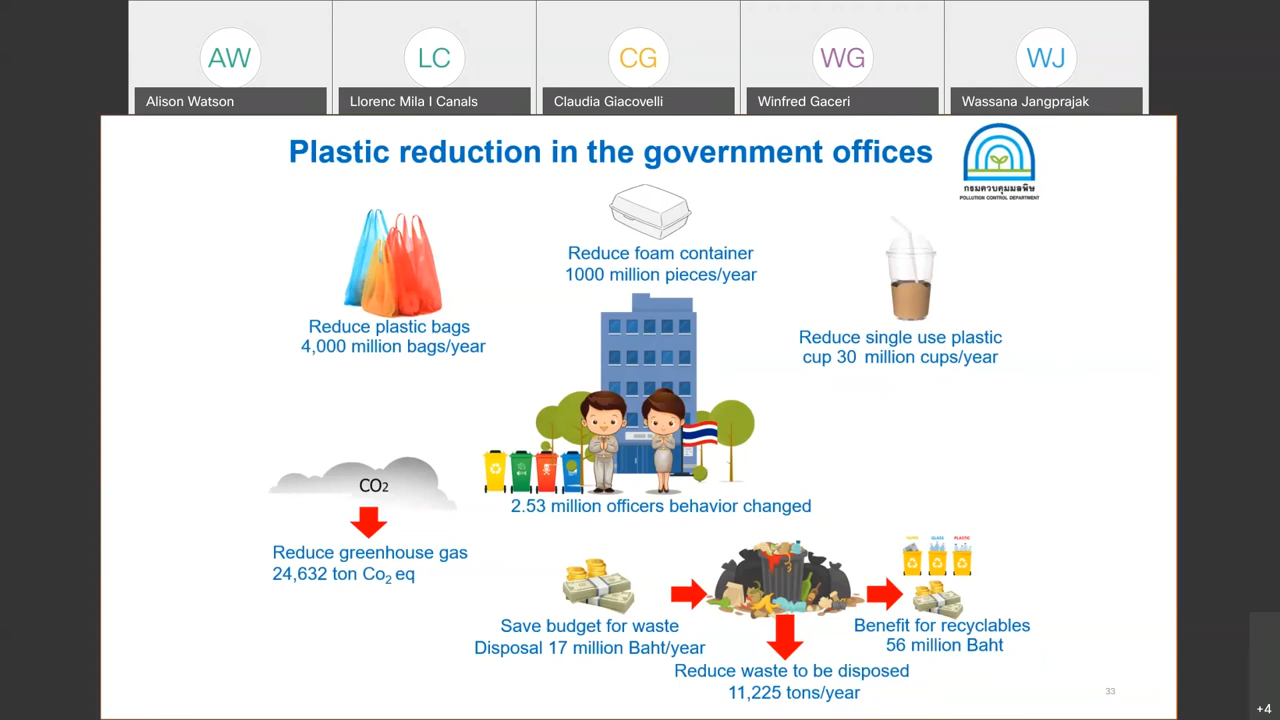 AW
LC
CG
WG
WJ
Alison Watson
Llorenc Mila I Canals
Claudia Giacovelli
Winfred Gaceri
Wassana Jangprajak
Plastic reduction in the government offices
กรมควบคุมมลพิษ
POLLUTION CONTROL DEPARTMENT
Reduce foam container
1000 million pieces/year
Reduce plastic bags
4,000 million bags/year
Reduce single use plastic
cup 30 million cups/year
2.53 million officers behavior changed
CO2
Reduce greenhouse gas
24,632 ton Co2 eq
GLASS
PLASTIC
Save budget for waste
Disposal 17 million Baht/year
Benefit for recyclables
56 million Baht
Reduce waste to be disposed
11,225 tons/year
33
+4